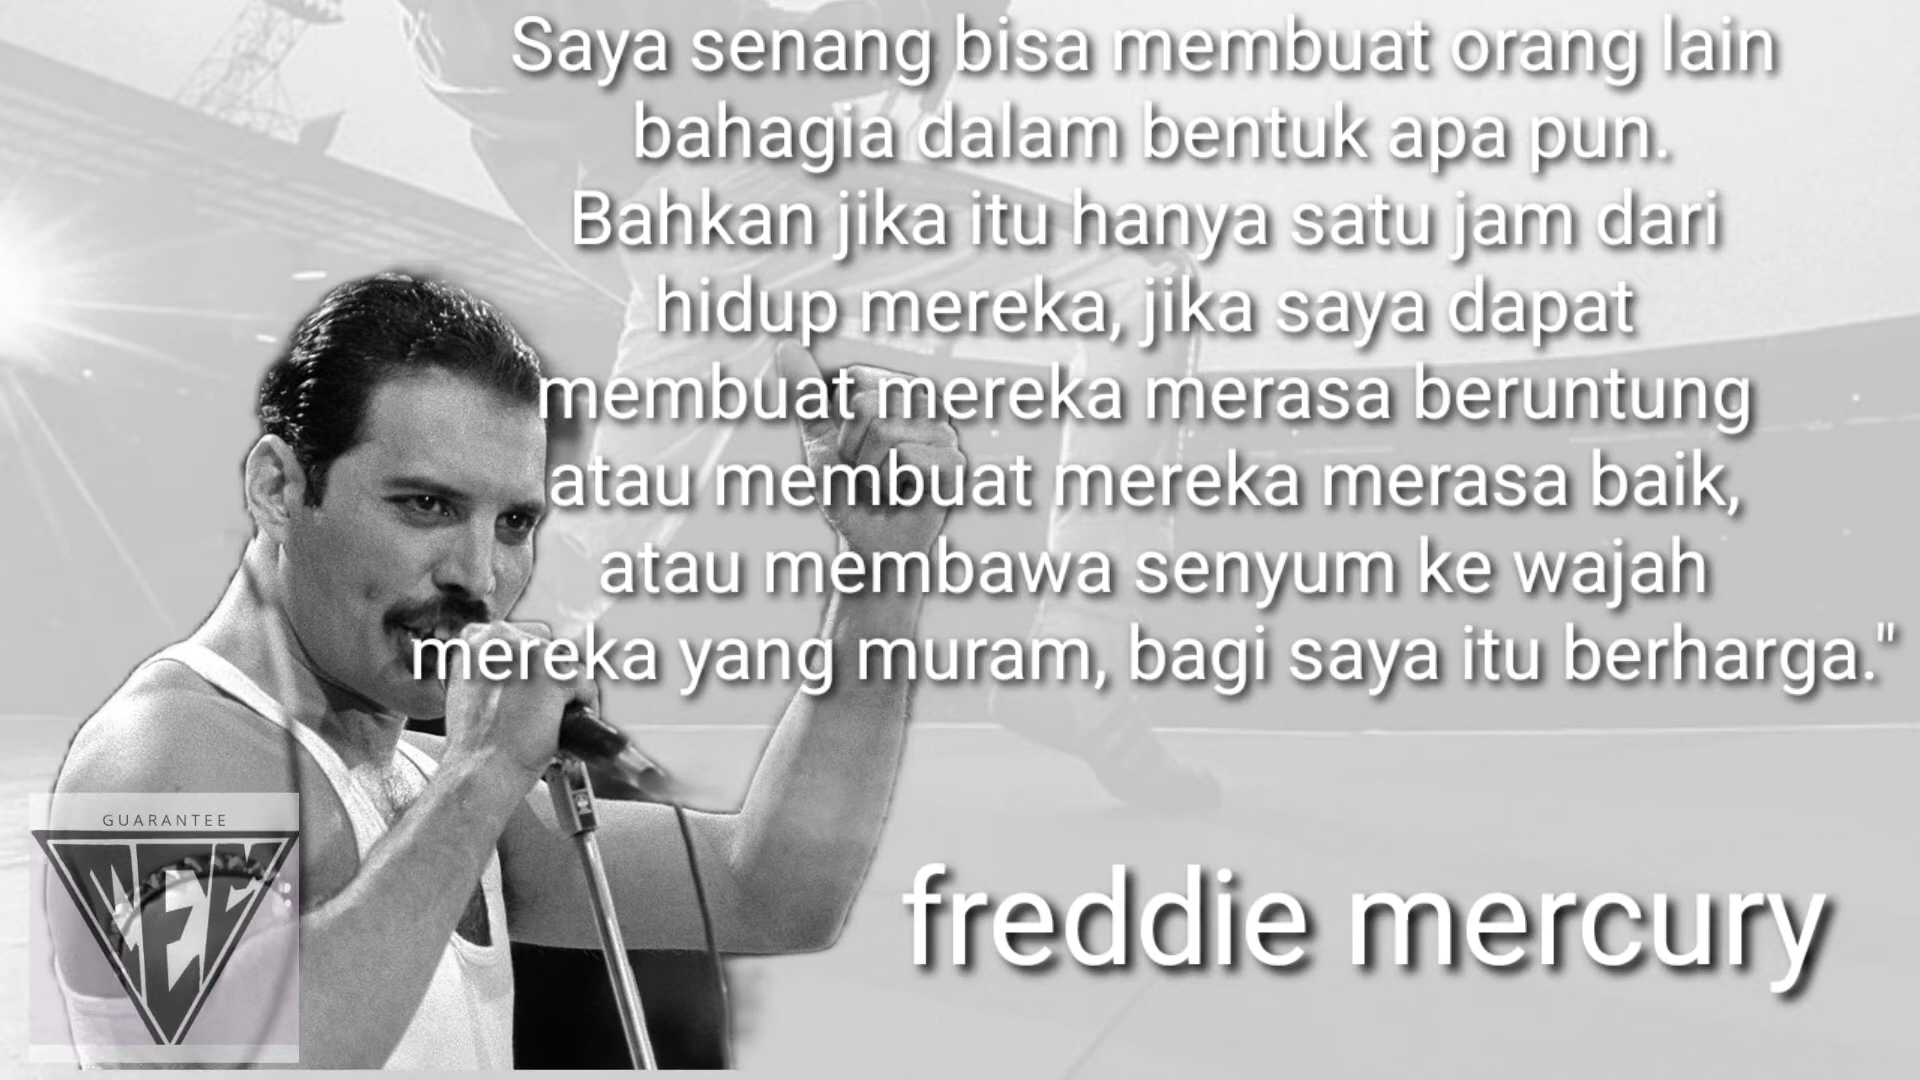 Saya senang bisa membuat orang lain
bahagia dalam bentuk apa pun.
Bahkan jika itu hanya satu jam dari
hidup mereka, jika saya dapat
membuat mereka merasa beruntung
atau membuat mereka merasa baik,
atau membawa senyum ke wajah
mereka yang muram, bagi saya itu berharga."
freddie mercury
GUARANTEE